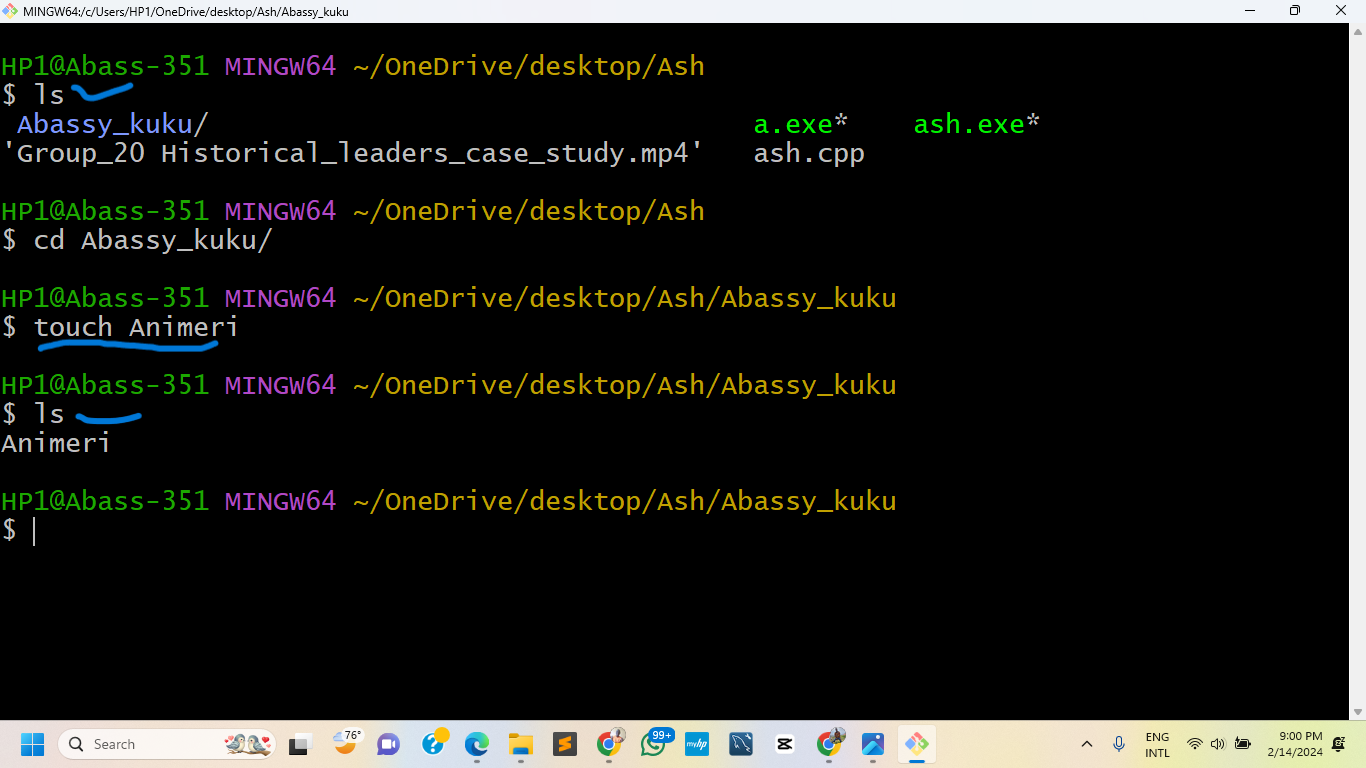 MINGW64:/c/Users/HP1/OneDrive/desktop/Ash/Abassy_kuku
HP1@Abass-351 MINGW64 ~/OneDrive/desktop/Ash
$ ls
Abassy_kuku/ a.exe* ash.exe*
'Group_20 Historical_leaders_case_study.mp4' ash.cpp
HP1@Abass-351 MINGW64 ~/OneDrive/desktop/Ash
$ cd Abassy_kuku/
HP1@Abass-351 MINGW64 ~/OneDrive/desktop/Ash/Abassy_kuku
$ touch Animeri
HP1@Abass-351 MINGW64 ~/OneDrive/desktop/Ash/Abassy_kuku
$ ls
Animeri
HP1@Abass-351 MINGW64 ~/OneDrive/desktop/Ash/Abassy_kuku
$
Search 76° 99+ myhp ENG 9:00 PM
INTL 2/14/2024